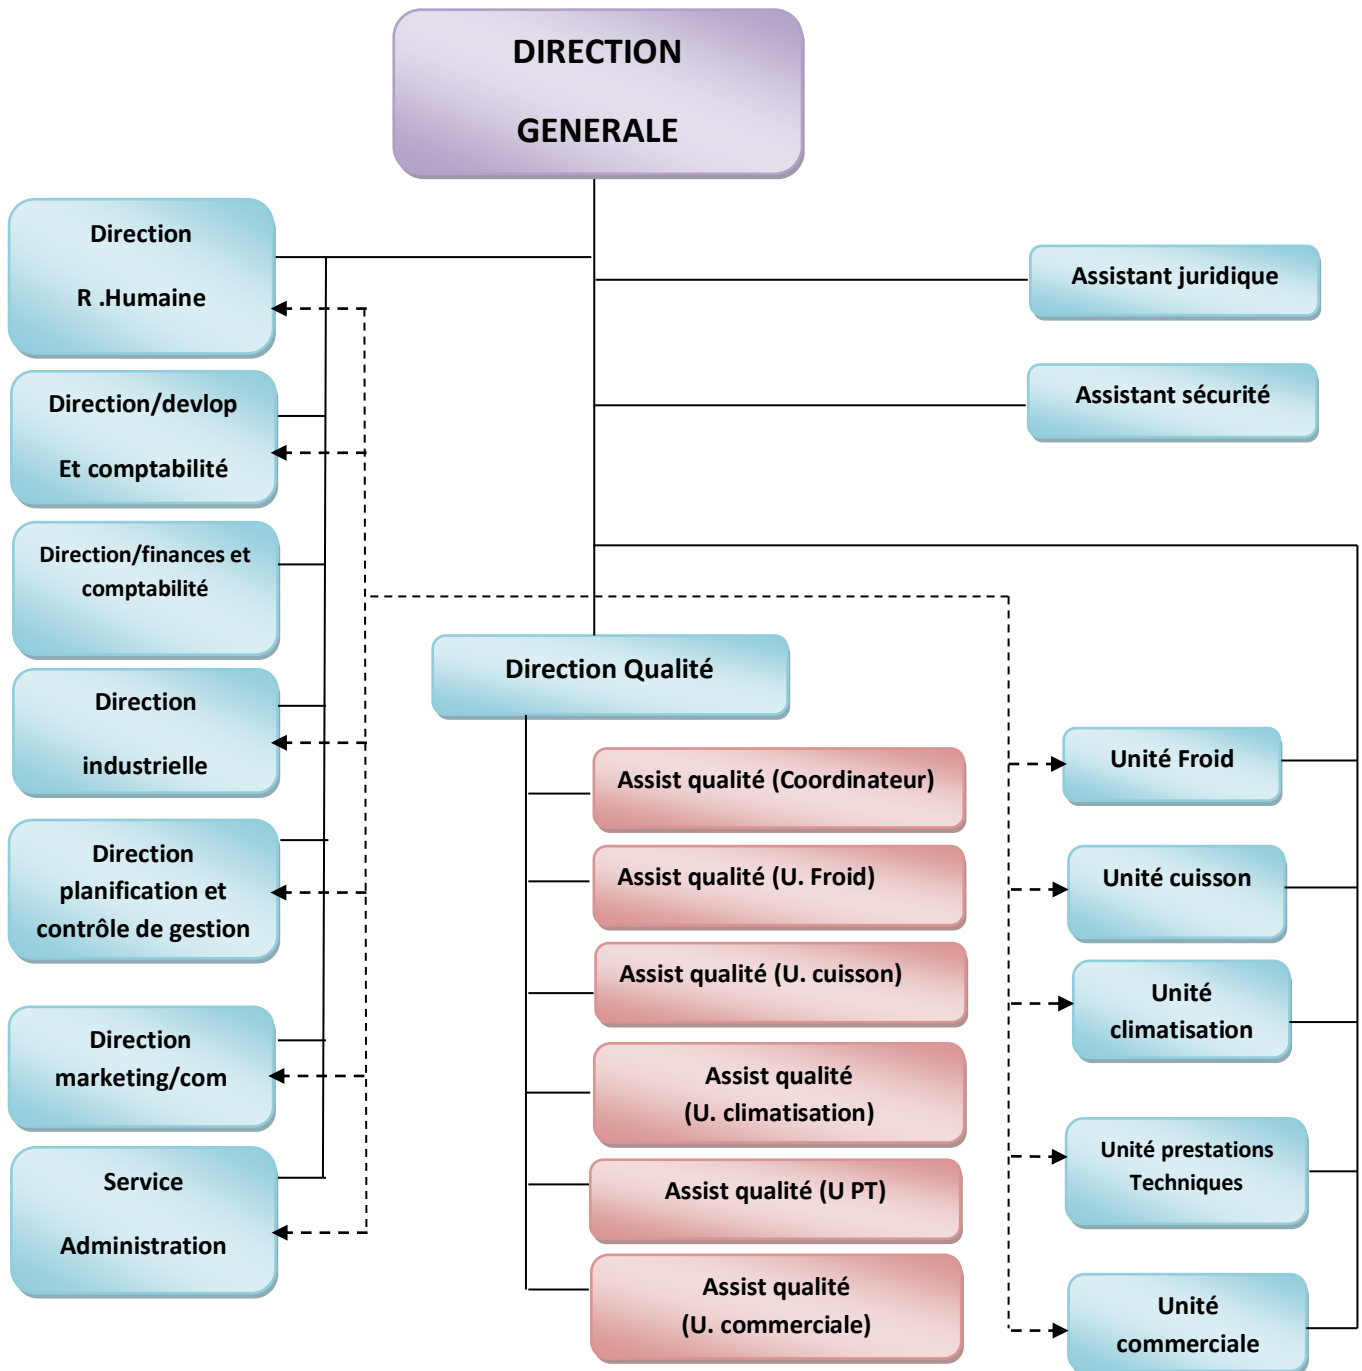 DIRECTION
GENERALE
Direction
R .Humaine
Direction/devlop
Et comptabilité
Direction/finances et
comptabilité
Direction
industrielle
Direction
planification et
contrôle de gestion
Direction
marketing/com
Service
Administration
Assistant juridique
Assistant sécurité
Direction Qualité
Assist qualité (Coordinateur)
Assist qualité (U. Froid)
Assist qualité (U. cuisson)
Assist qualité
(U. climatisation)
Assist qualité (U PT)
Assist qualité
(U. commerciale)
Unité Froid
Unité cuisson
Unité
climatisation
Unité prestations
Techniques
Unité
commerciale